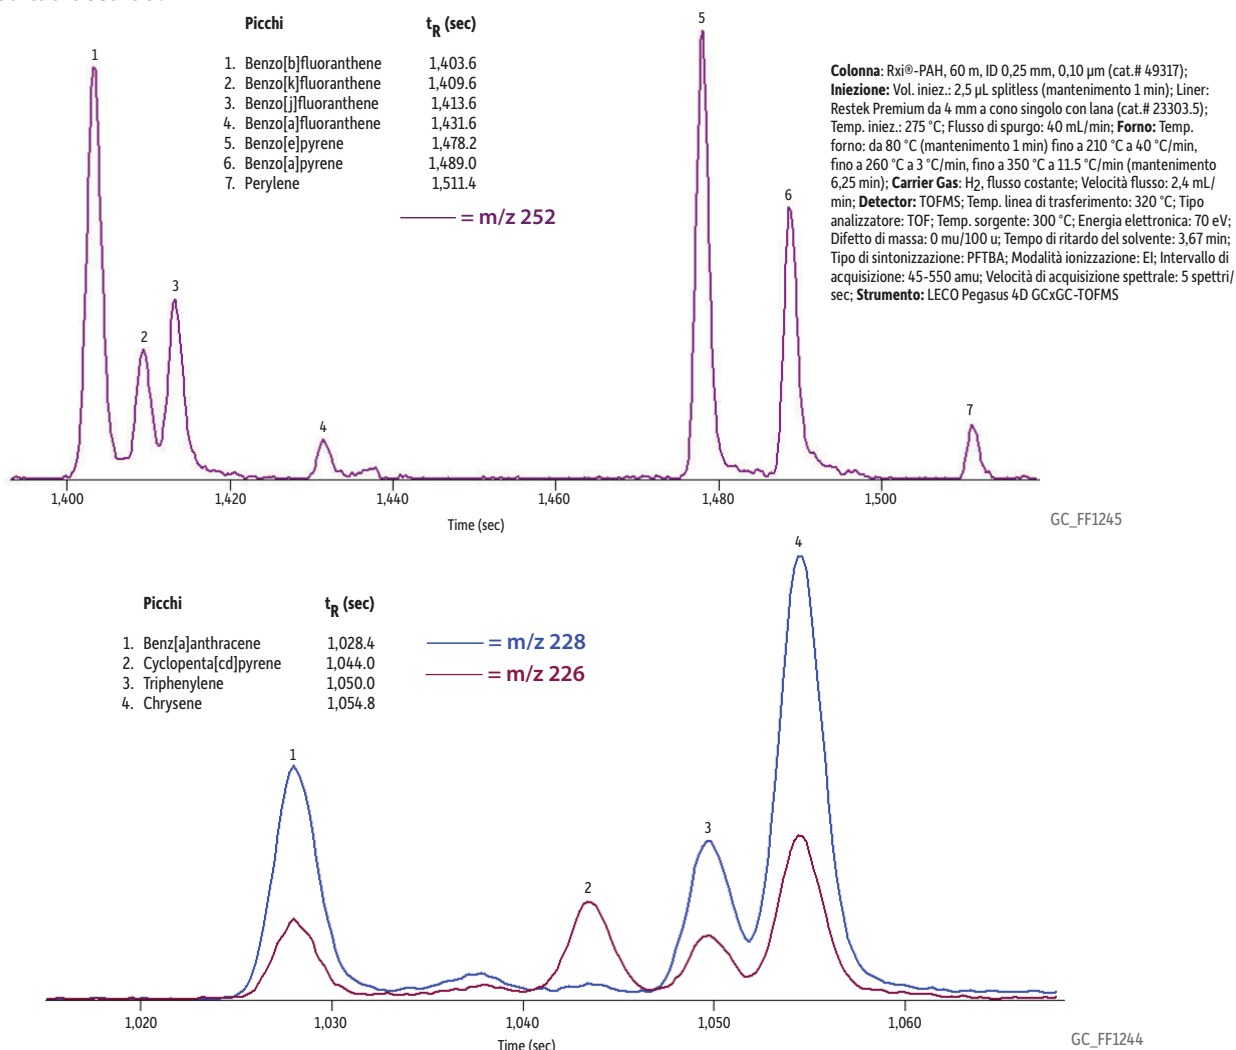 Picchi tR (sec)
1. Benzo[b]fluoranthene 1,403.6
2. Benzo[k]fluoranthene 1,409.6
3. Benzo[j]fluoranthene 1,413.6
4. Benzo[a]fluoranthene 1,431.6
5. Benzo[e]pyrene 1,478.2
6. Benzo[a]pyrene 1,489.0
7. Perylene 1,511.4
= m/z 252
Colonna: Rxi®-PAH, 60 m, ID 0,25 mm, 0,10 µm (cat.# 49317);
Iniezione: Vol. iniez.: 2,5 µL splitless (mantenimento 1 min); Liner:
Restek Premium da 4 mm a cono singolo con lana (cat.# 23303.5);
Temp. iniez.: 275 °C; Flusso di spurgo: 40 mL/min; Forno: Temp.
forno: da 80 °C (mantenimento 1 min) fino a 210 °C a 40 °C/min,
fino a 260 °C a 3 °C/min, fino a 350 °C a 11.5 °C/min (mantenimento
6,25 min); Carrier Gas: H2, flusso costante; Velocità flusso: 2,4 mL/
min; Detector: TOFMS; Temp. linea di trasferimento: 320 °C; Tipo
analizzatore: TOF; Temp. sorgente: 300 °C; Energia elettronica: 70 eV;
Difetto di massa: 0 mu/100 u; Tempo di ritardo del solvente: 3,67 min;
Tipo di sintonizzazione: PFTBA; Modalità ionizzazione: EI; Intervallo di
acquisizione: 45-550 amu; Velocità di acquisizione spettrale: 5 spettri/
sec; Strumento: LECO Pegasus 4D GCxGC-TOFMS
1
2
3
4
5
6
7
1,400 1,420 1,440 1,460 1,480 1,500
Time (sec)
GC_FF1245
Picchi tR (sec)
1. Benz[a]anthracene 1,028.4
2. Cyclopenta[cd]pyrene 1,044.0
3. Triphenylene 1,050.0
4. Chrysene 1,054.8
= m/z 228
= m/z 226
1
2
3
4
1,020 1,030 1,040 1,050 1,060
Time (sec)
GC_FF1244